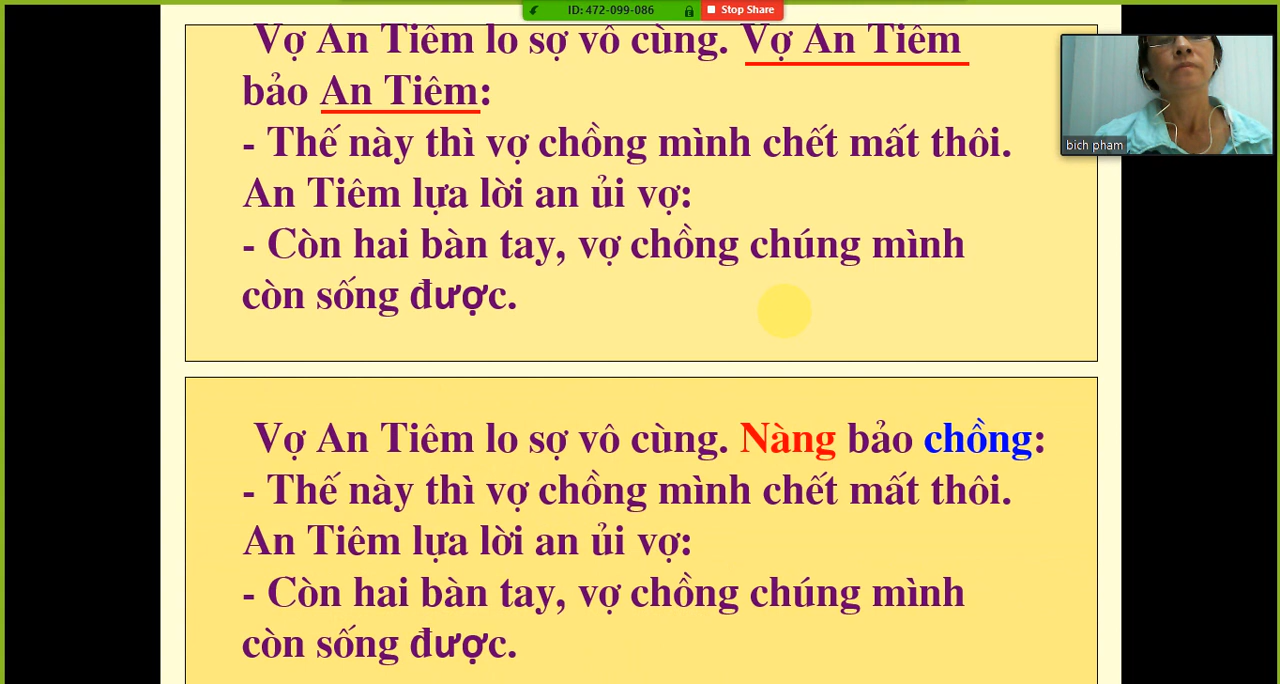 ID: 472-099-086
Stop Share
Vợ An Tiêm lo sợ vô cùng. Vợ An Tiêm
bảo An Tiêm:
- Thế này thì vợ chồng mình chết mất thôi.
An Tiêm lựa lời an ủi vợ:
- Còn hai bàn tay, vợ chồng chúng mình
còn sống được.
bich pham
Vợ An Tiêm lo sợ vô cùng. Nàng bảo chồng:
- Thế này thì vợ chồng mình chết mất thôi.
An Tiêm lựa lời an ủi vợ:
- Còn hai bàn tay, vợ chồng chúng mình
còn sống được.